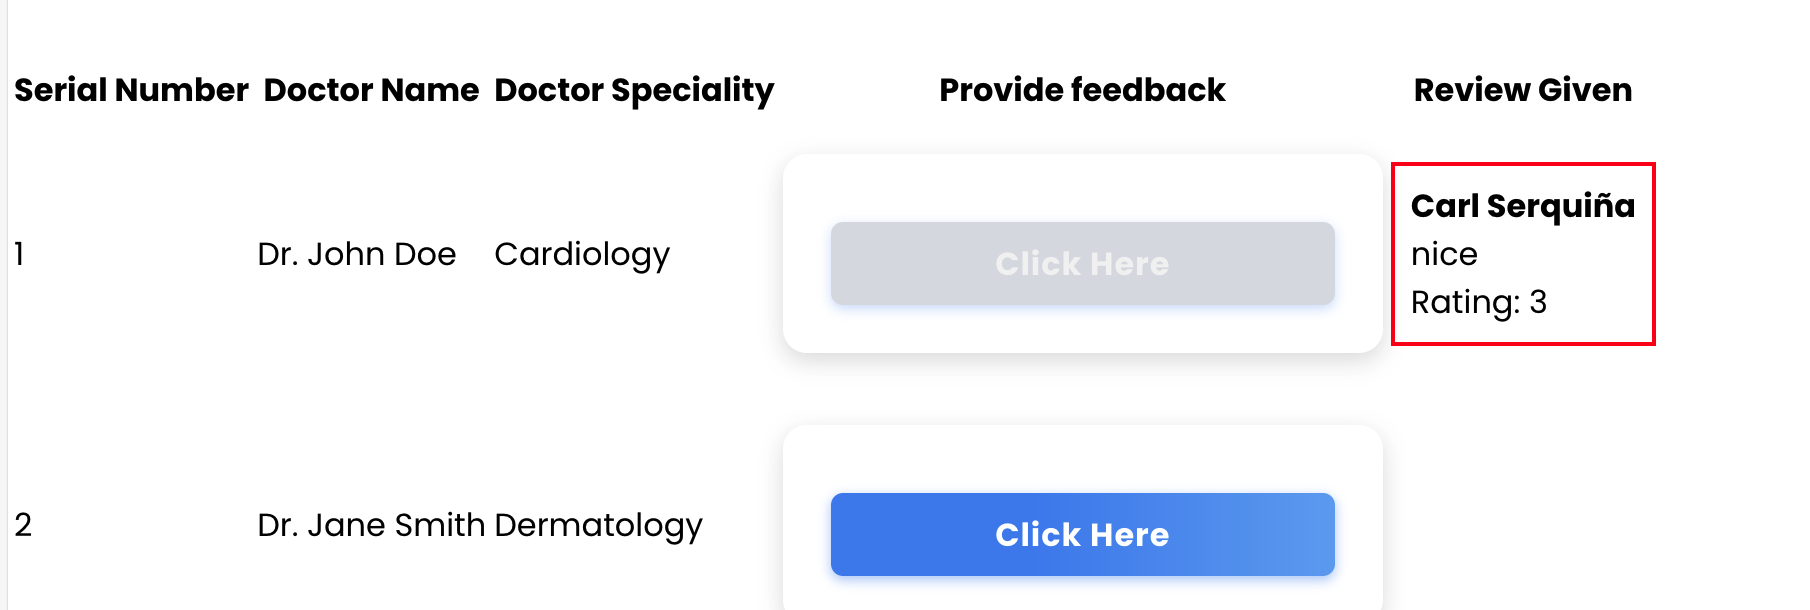 Serial Number Doctor Name Doctor Speciality Provide feedback Review Given
Carl Serquiña
1 Dr. John Doe Cardiology Click Here nice
Rating: 3
2 Dr. Jane Smith Dermatology Click Here